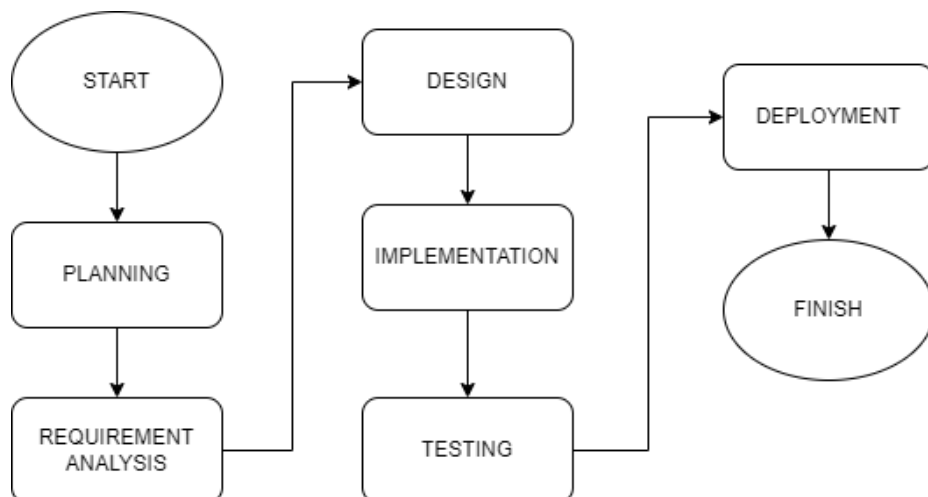 START
PLANNING
REQUIREMENT
ANALYSIS
DESIGN
IMPLEMENTATION
TESTING
DEPLOYMENT
FINISH